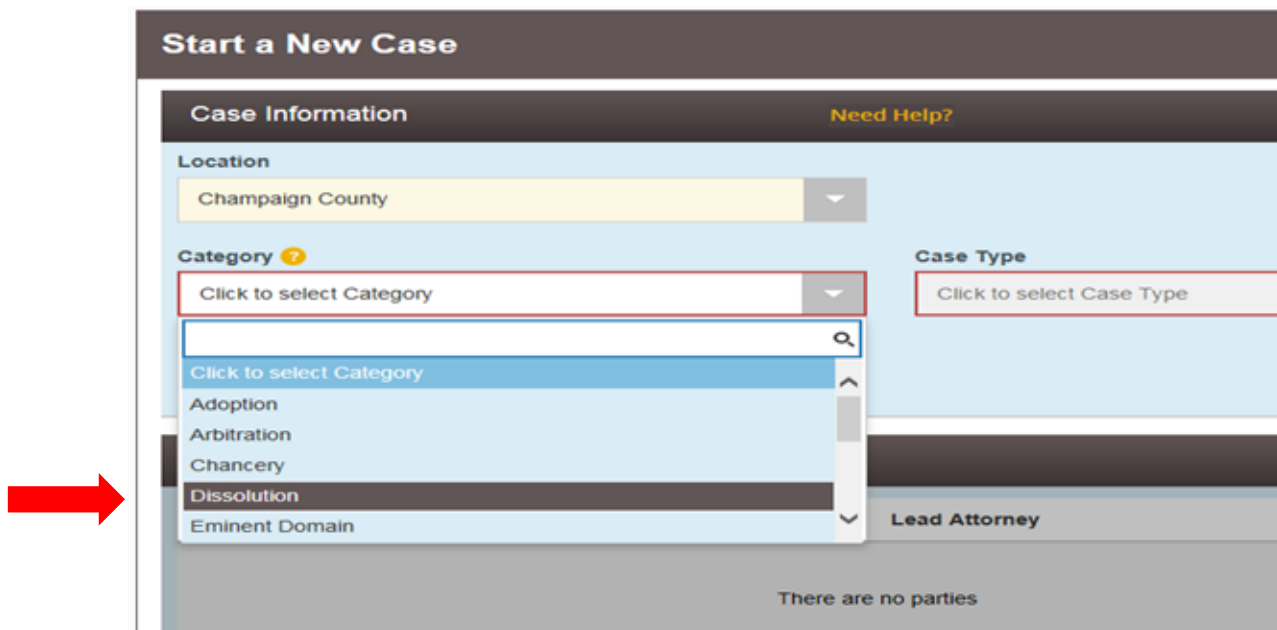 Start a New Case
Case Information
Need Help?
Location
Champaign County
Category ?
Case Type
Click to select Category
Click to select Case Type
Click to select Category
Adoption
Arbitration
Chancery
Dissolution
Eminent Domain
Lead Attorney
There are no parties